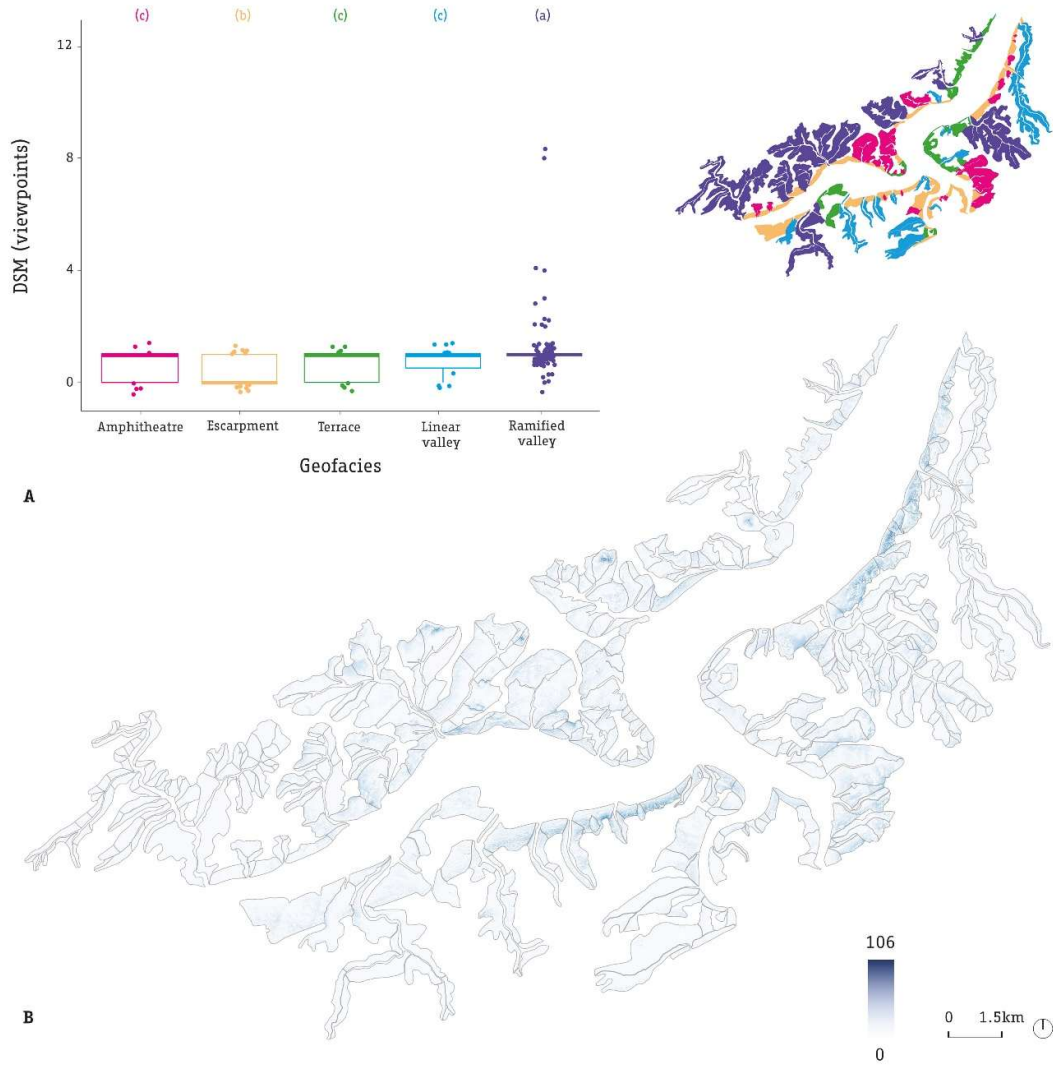 (c) (b) (c) (c) (a)
12
8
4
0
DSM (viewpoints)
Amphitheatre Escarpment Terrace Linear valley Ramified valley
Geofacies
A
106
0
0 1.5km
B